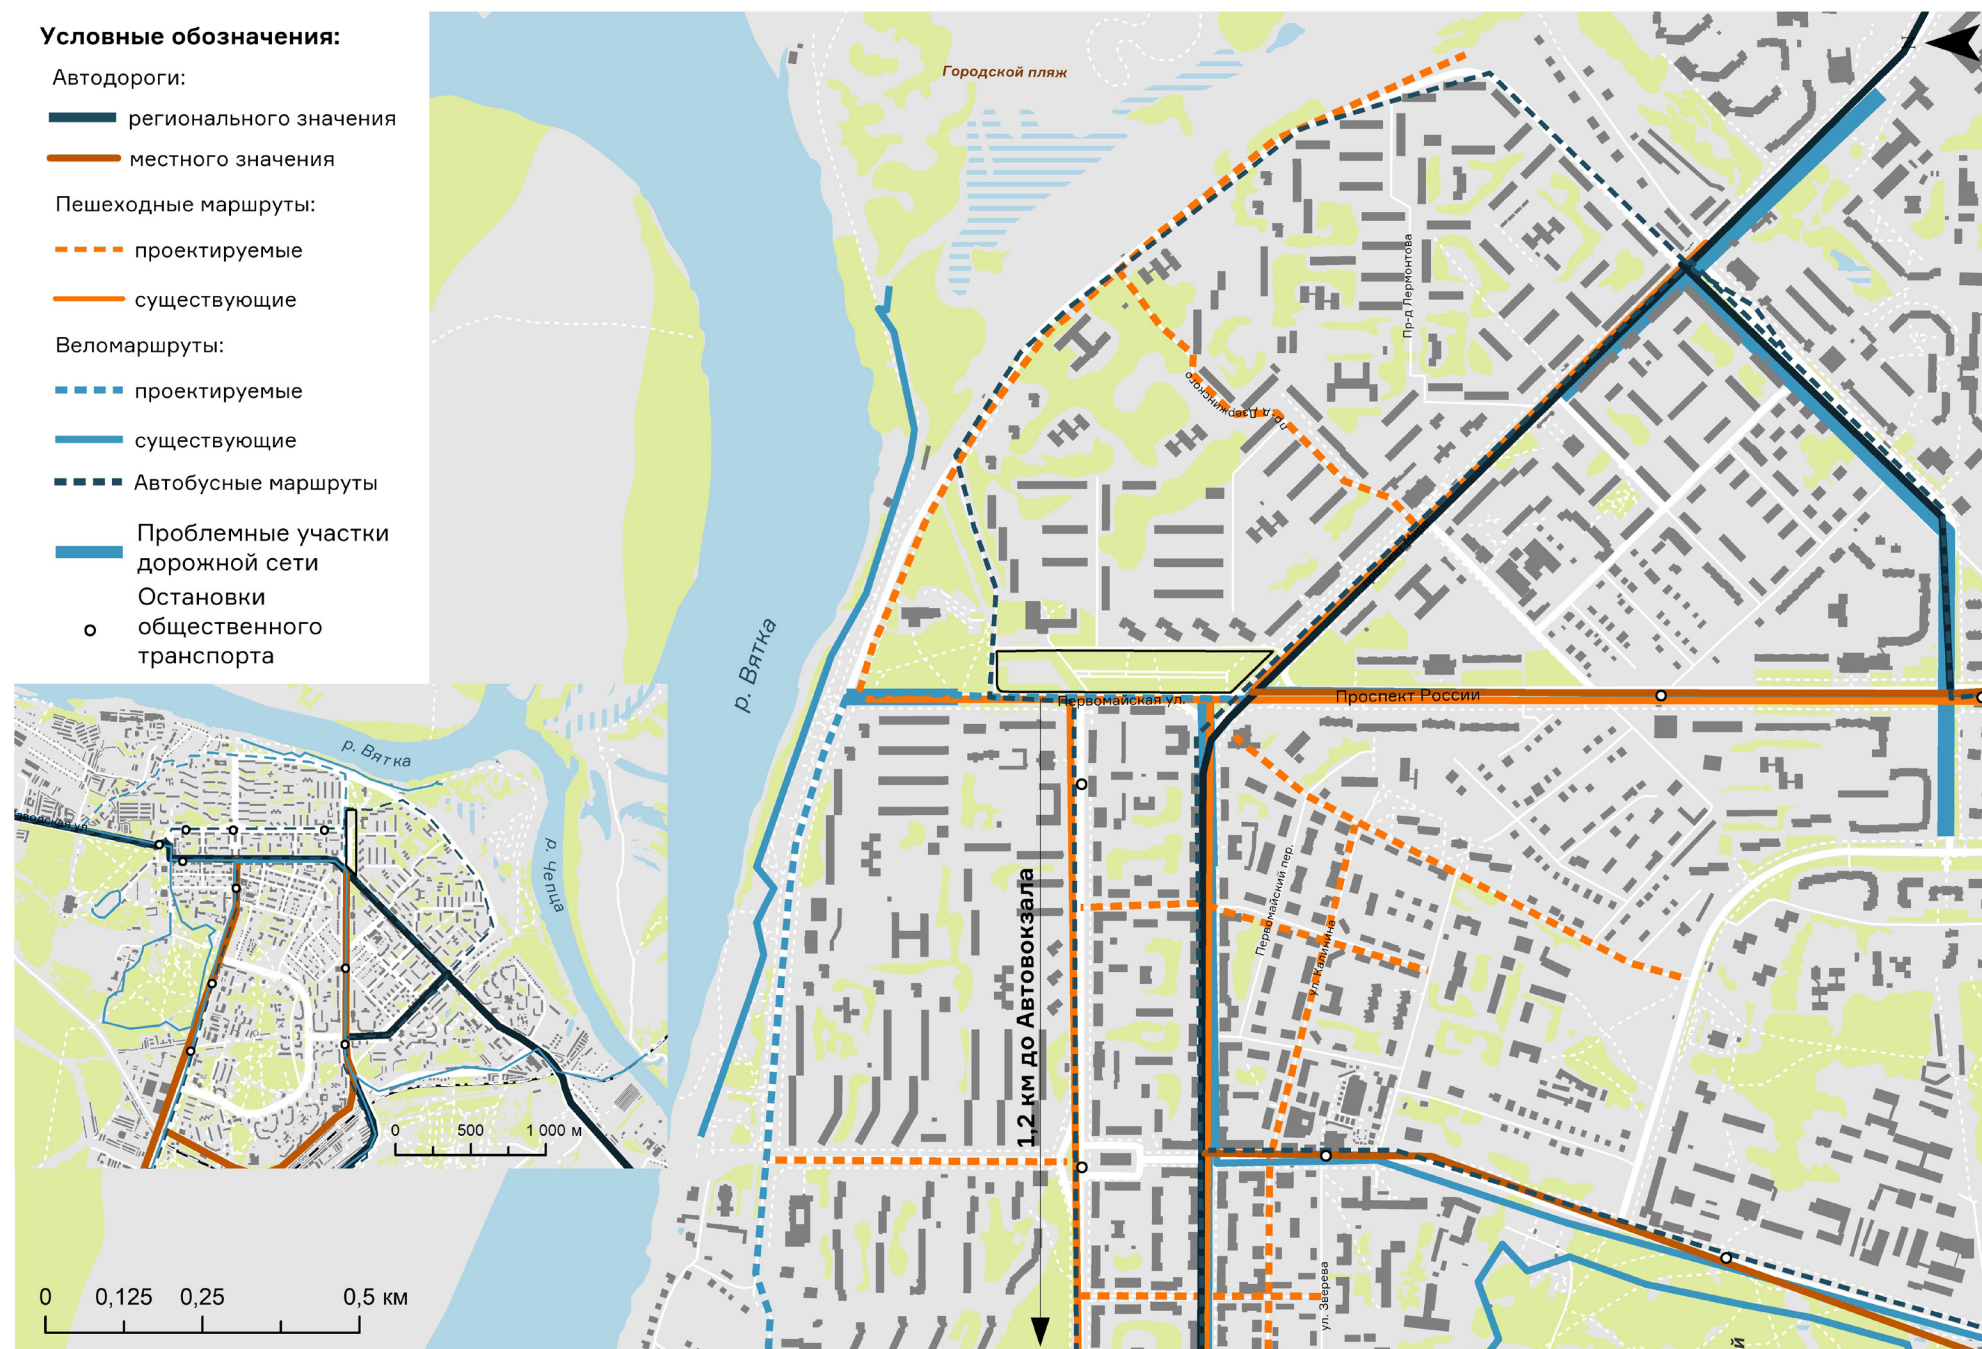 Условные обозначения:
Автодороги:
регионального значения
местного значения
Пешеходные маршруты:
проектируемые
существующие
Веломаршруты:
проектируемые
существующие
Автобусные маршруты
Проблемные участки
дорожной сети
Остановки
общественного
транспорта
Городской пляж
N
р. Вятка
Пр-д Лермонтова
пр-д Дзержинского
Первомайская ул.
Проспект России
1,2 км до Автовокзала
Первомайский пер.
ул. Калинина
ул. Зверева
й
р. Вятка
р. Чепца
0 500 1 000 м
0 0,125 0,25 0,5 км